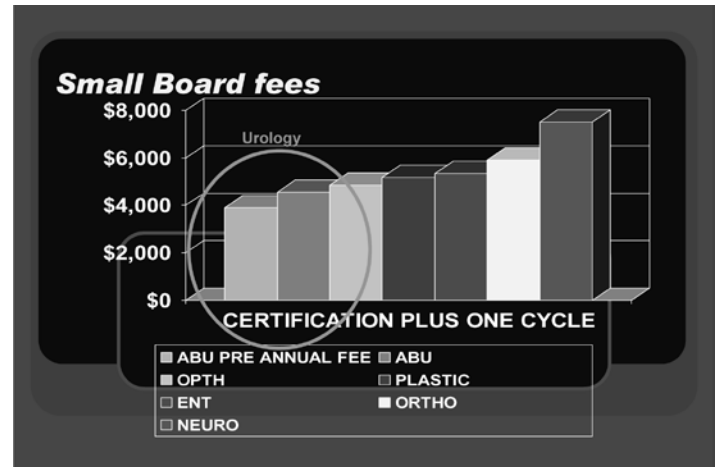 Small Board fees
$8,000
Urology
$6,000
$4,000
$2,000
$0
CERTIFICATION PLUS ONE CYCLE
ABU PRE ANNUAL FEE ABU
OPTH PLASTIC
ENT ORTHO
NEURO